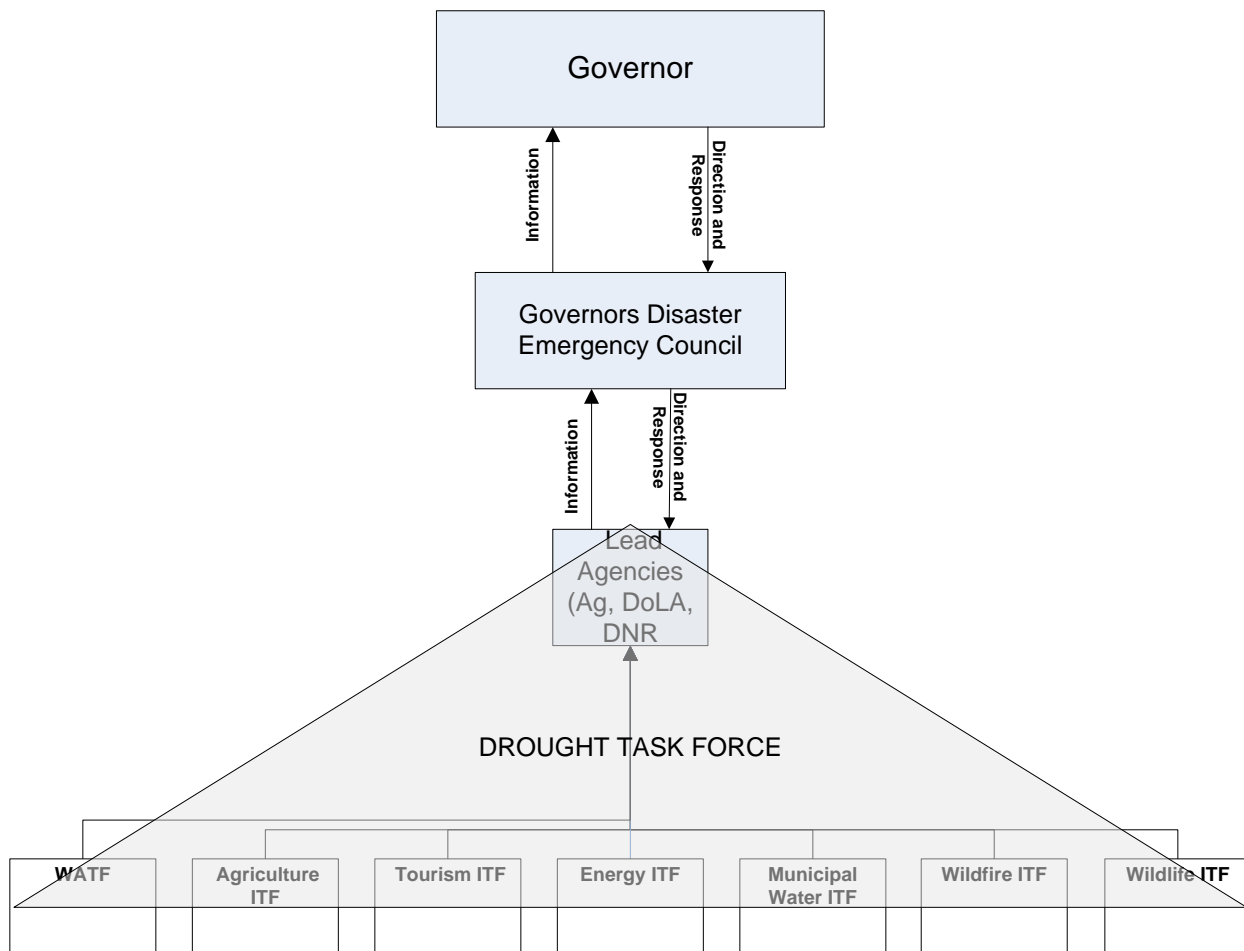 Governor
Information
Direction and
Response
Governors Disaster
Emergency Council
Information
Direction and
Response
Lead
Agencies
(Ag, DoLA,
DNR
DROUGHT TASK FORCE
WATF
Agriculture
ITF
Tourism ITF
Energy ITF
Municipal
Water ITF
Wildfire ITF
Wildlife ITF